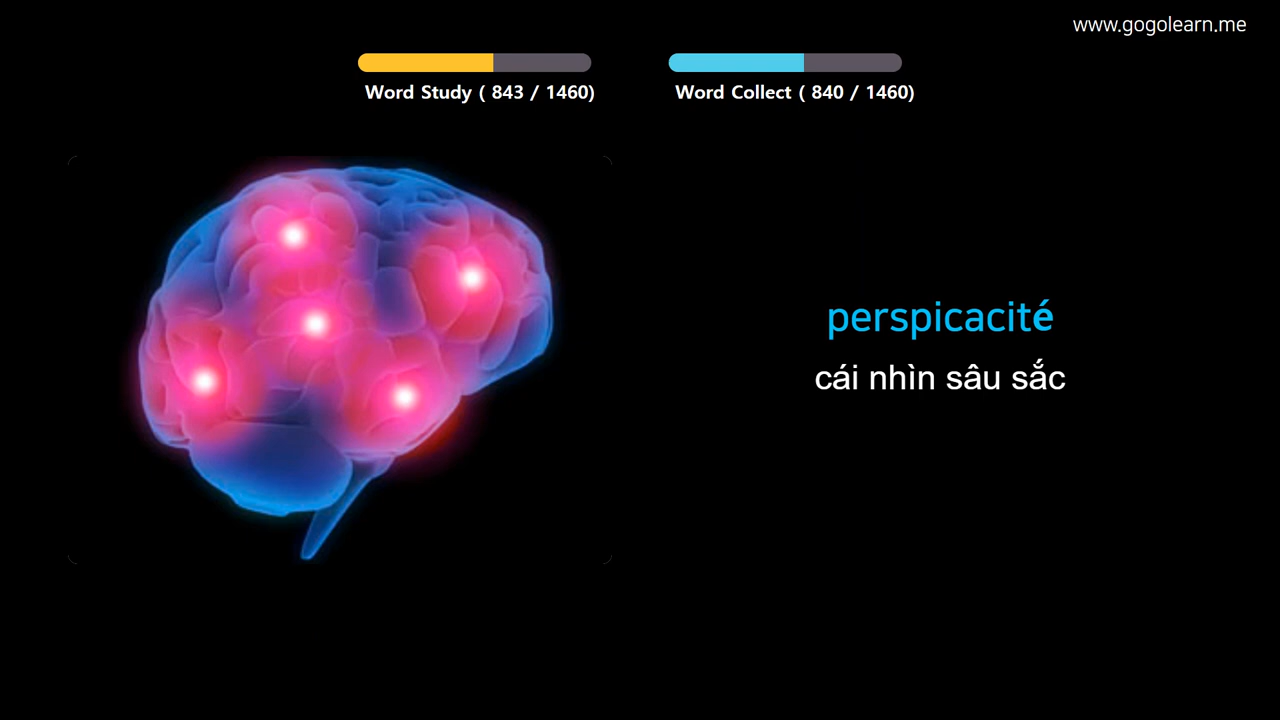 www.gogolearn.me
Word Study ( 843 / 1460)
Word Collect ( 840 / 1460)
perspicacité
cái nhìn sâu sắc